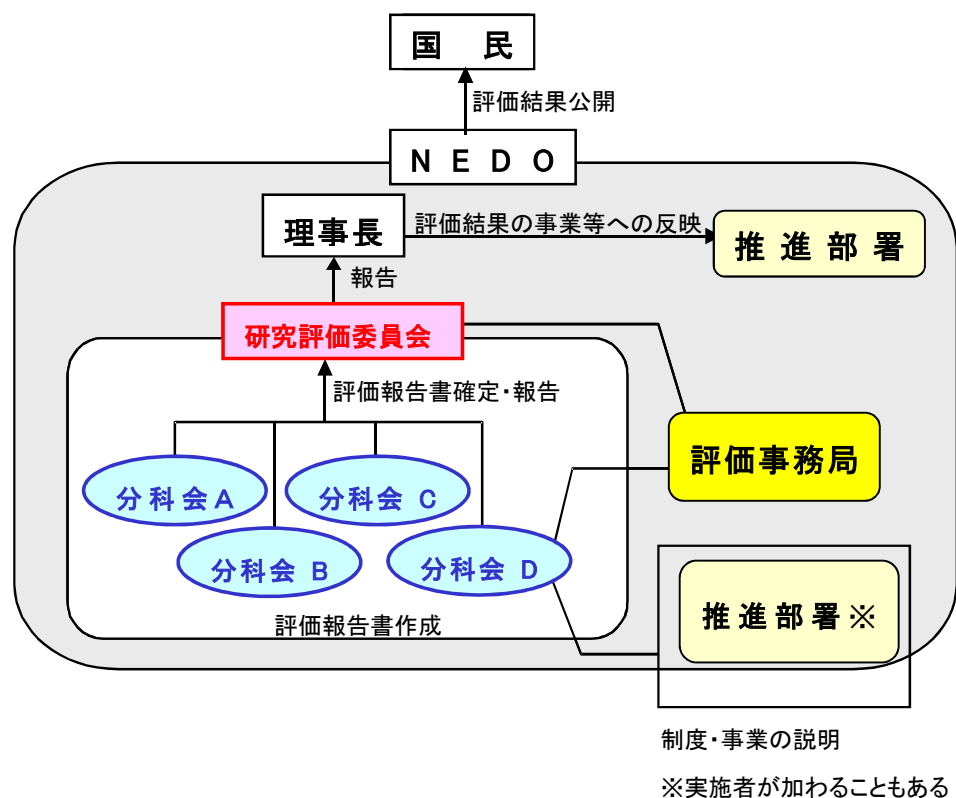 国 民
評価結果公開
N E D O
理事長
評価結果の事業等への反映
推進部署
報告
研究評価委員会
評価報告書確定・報告
評価事務局
分科会A
分科会 C
分科会 B
分科会 D
推進部署※
評価報告書作成
制度・事業の説明
※実施者が加わることもある